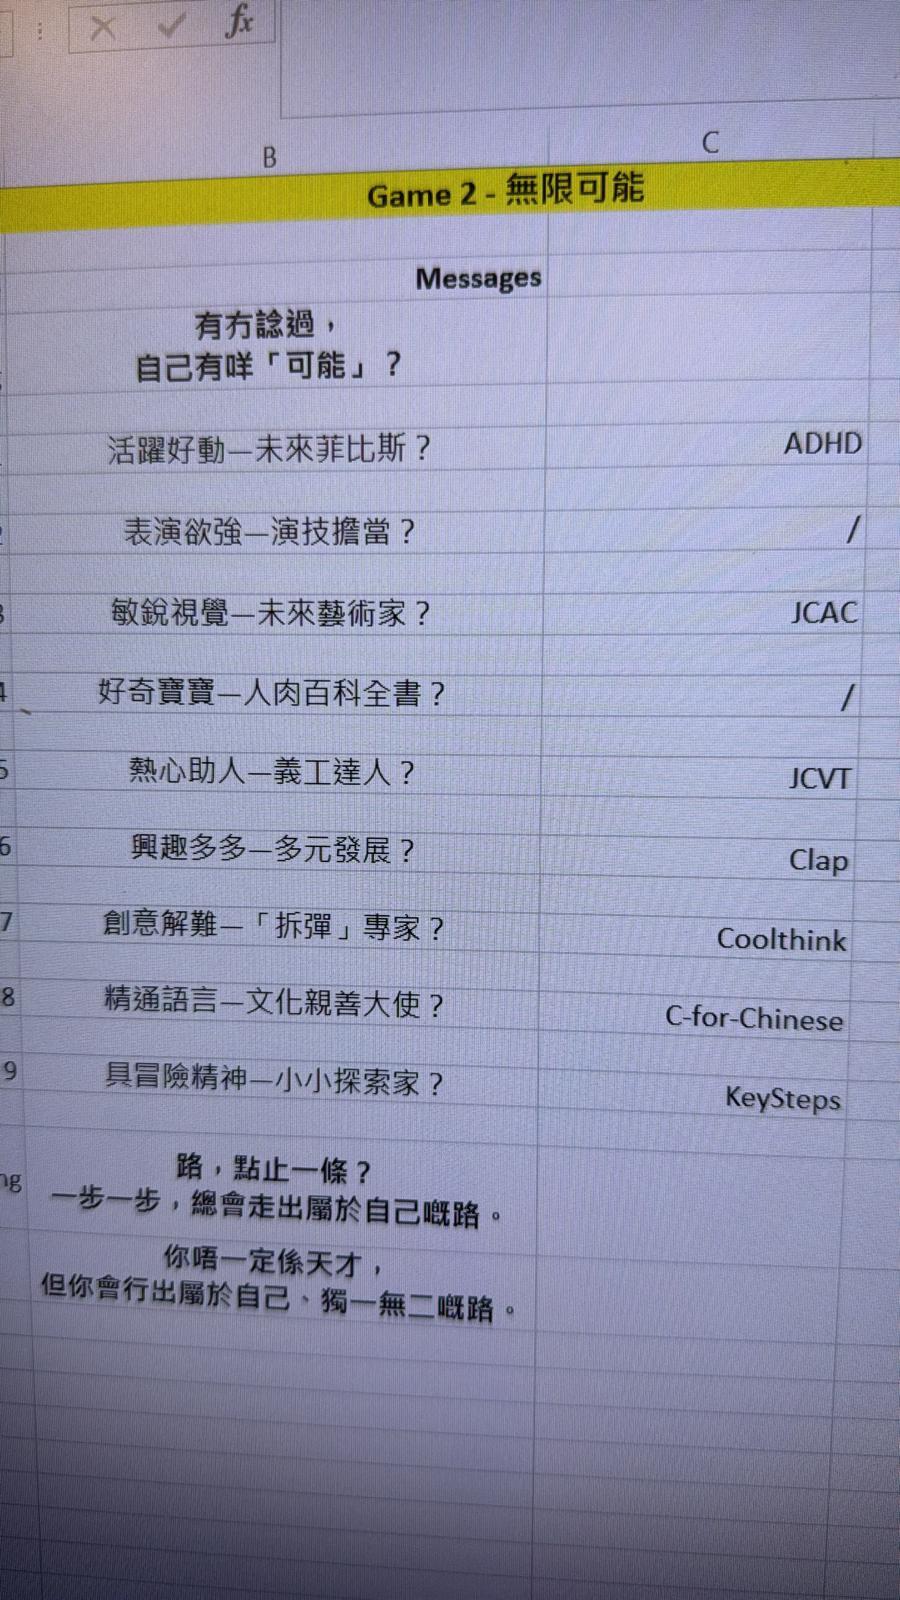 fx
B C
Game 2 - 無限可能
Messages
有冇諗過，
自己有咩「可能」？
活躍好動—未來菲比斯？ ADHD
2 表演欲強—演技擔當？ /
3 敏銳視覺—未來藝術家？ JCAC
4 好奇寶寶—人肉百科全書？ /
5 熱心助人—義工達人？ JCVT
6 興趣多多—多元發展？ Clap
7 創意解難—「拆彈」專家？ Coolthink
8 精通語言—文化親善大使？ C-for-Chinese
9 具冒險精神—小小探索家？ KeySteps
路，點止一條？
ng 一步一步，總會走出屬於自己嘅路。
你唔一定係天才，
但你會行出屬於自己、獨一無二嘅路。